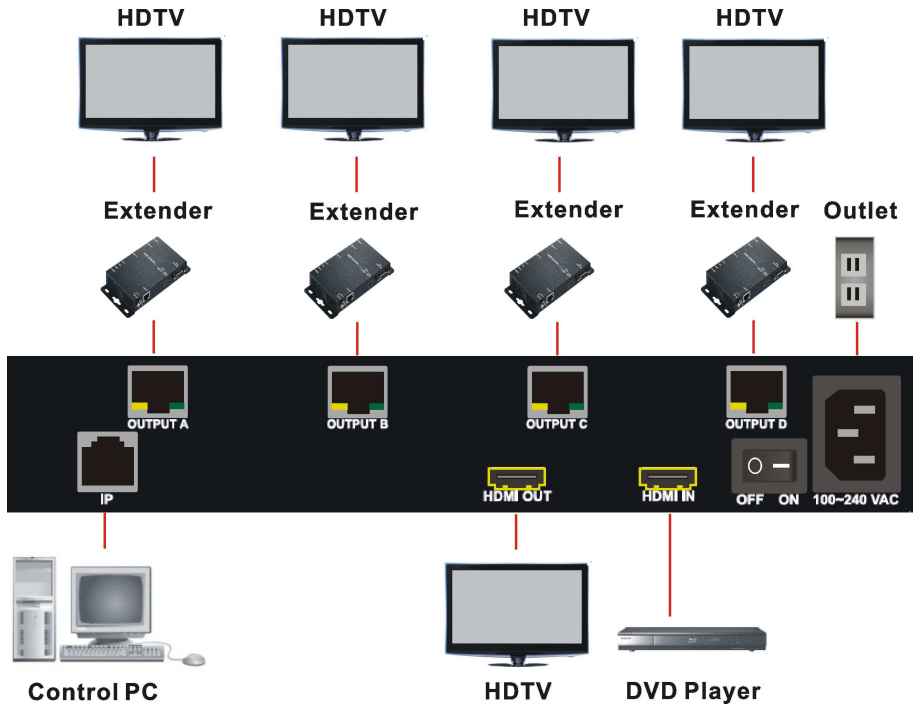 HDTV HDTV HDTV HDTV
Extender Extender Extender Extender Outlet
OUTPUT A OUTPUT B OUTPUT C OUTPUT D
IP HDMI OUT HDMI IN OFF ON 100~240 VAC
Control PC HDTV DVD Player